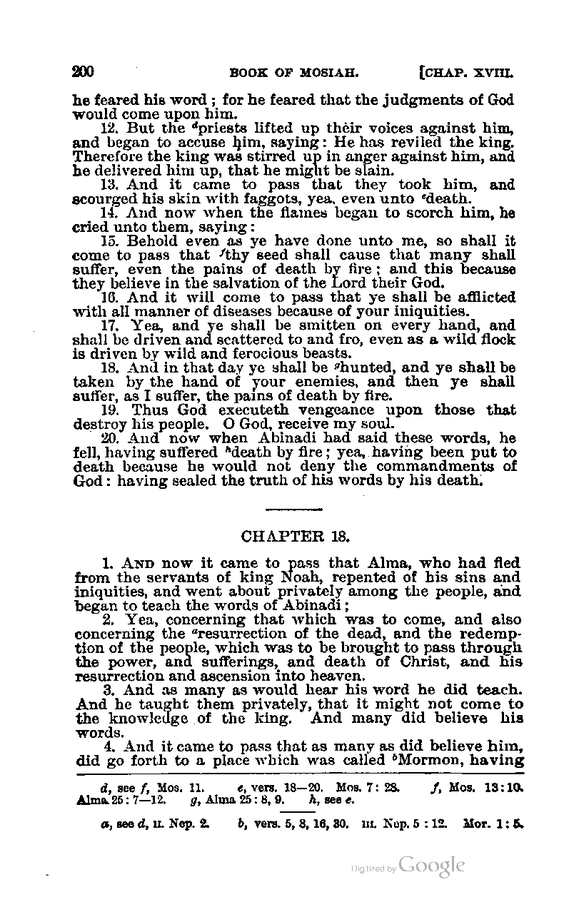 200 BOOK OF MOSIAH. [CHAP. XVIII.
he feared his word; for he feared that the judgments of God
would come upon him.
12. But the ᵈpriests lifted up their voices against him,
and began to accuse him, saying: He has reviled the king.
Therefore the king was stirred up in anger against him, and
he delivered him up, that he might be slain.
13. And it came to pass that they took him, and
scourged his skin with faggots, yea, even unto ᵉdeath.
14. And now when the flames began to scorch him, he
cried unto them, saying:
15. Behold even as ye have done unto me, so shall it
come to pass that ᶠthy seed shall cause that many shall
suffer, even the pains of death by fire; and this because
they believe in the salvation of the Lord their God.
16. And it will come to pass that ye shall be afflicted
with all manner of diseases because of your iniquities.
17. Yea, and ye shall be smitten on every hand, and
shall be driven and scattered to and fro, even as a wild flock
is driven by wild and ferocious beasts.
18. And in that day ye shall be ᵍhunted, and ye shall be
taken by the hand of your enemies, and then ye shall
suffer, as I suffer, the pains of death by fire.
19. Thus God executeth vengeance upon those that
destroy his people. O God, receive my soul.
20. And now when Abinadi had said these words, he
fell, having suffered ʰdeath by fire; yea, having been put to
death because he would not deny the commandments of
God: having sealed the truth of his words by his death.
CHAPTER 18.
1. AND now it came to pass that Alma, who had fled
from the servants of king Noah, repented of his sins and
iniquities, and went about privately among the people, and
began to teach the words of Abinadi;
2. Yea, concerning that which was to come, and also
concerning the ᵃresurrection of the dead, and the redemp-
tion of the people, which was to be brought to pass through
the power, and sufferings, and death of Christ, and his
resurrection and ascension into heaven.
3. And as many as would hear his word he did teach.
And he taught them privately, that it might not come to
the knowledge of the king. And many did believe his
words.
4. And it came to pass that as many as did believe him,
did go forth to a place which was called ᵇMormon, having
d, see f, Mos. 11. e, vers. 18—20. Mos. 7: 28. f, Mos. 13:10.
Alma 25: 7—12. g, Alma 25: 8, 9. h, see e.
a, see d, II. Nep. 2. b, vers. 5, 8, 16, 30. III. Nep. 5: 12. Mor. 1: 5.
Digitized by Google